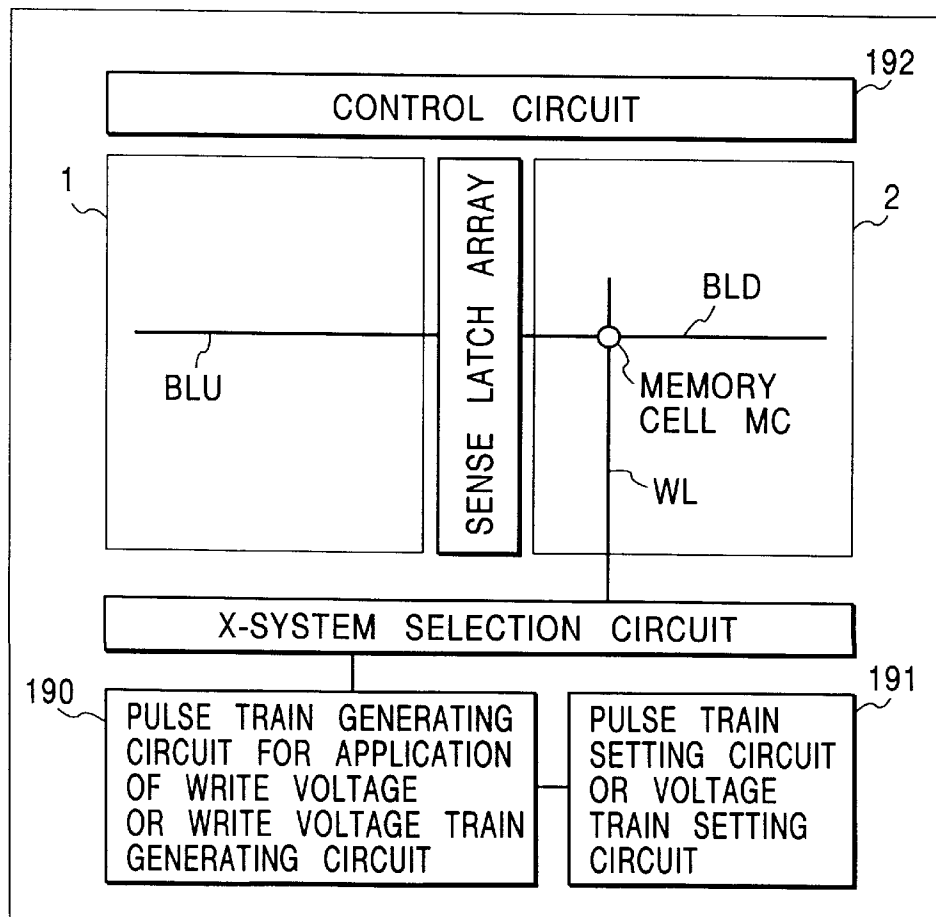 192
CONTROL CIRCUIT
1
2
SENSE LATCH ARRAY
BLU
BLD
MEMORY
CELL MC
WL
X-SYSTEM SELECTION CIRCUIT
190
191
PULSE TRAIN GENERATING
CIRCUIT FOR APPLICATION
OF WRITE VOLTAGE
OR WRITE VOLTAGE TRAIN
GENERATING CIRCUIT
PULSE TRAIN
SETTING CIRCUIT
OR VOLTAGE
TRAIN SETTING
CIRCUIT